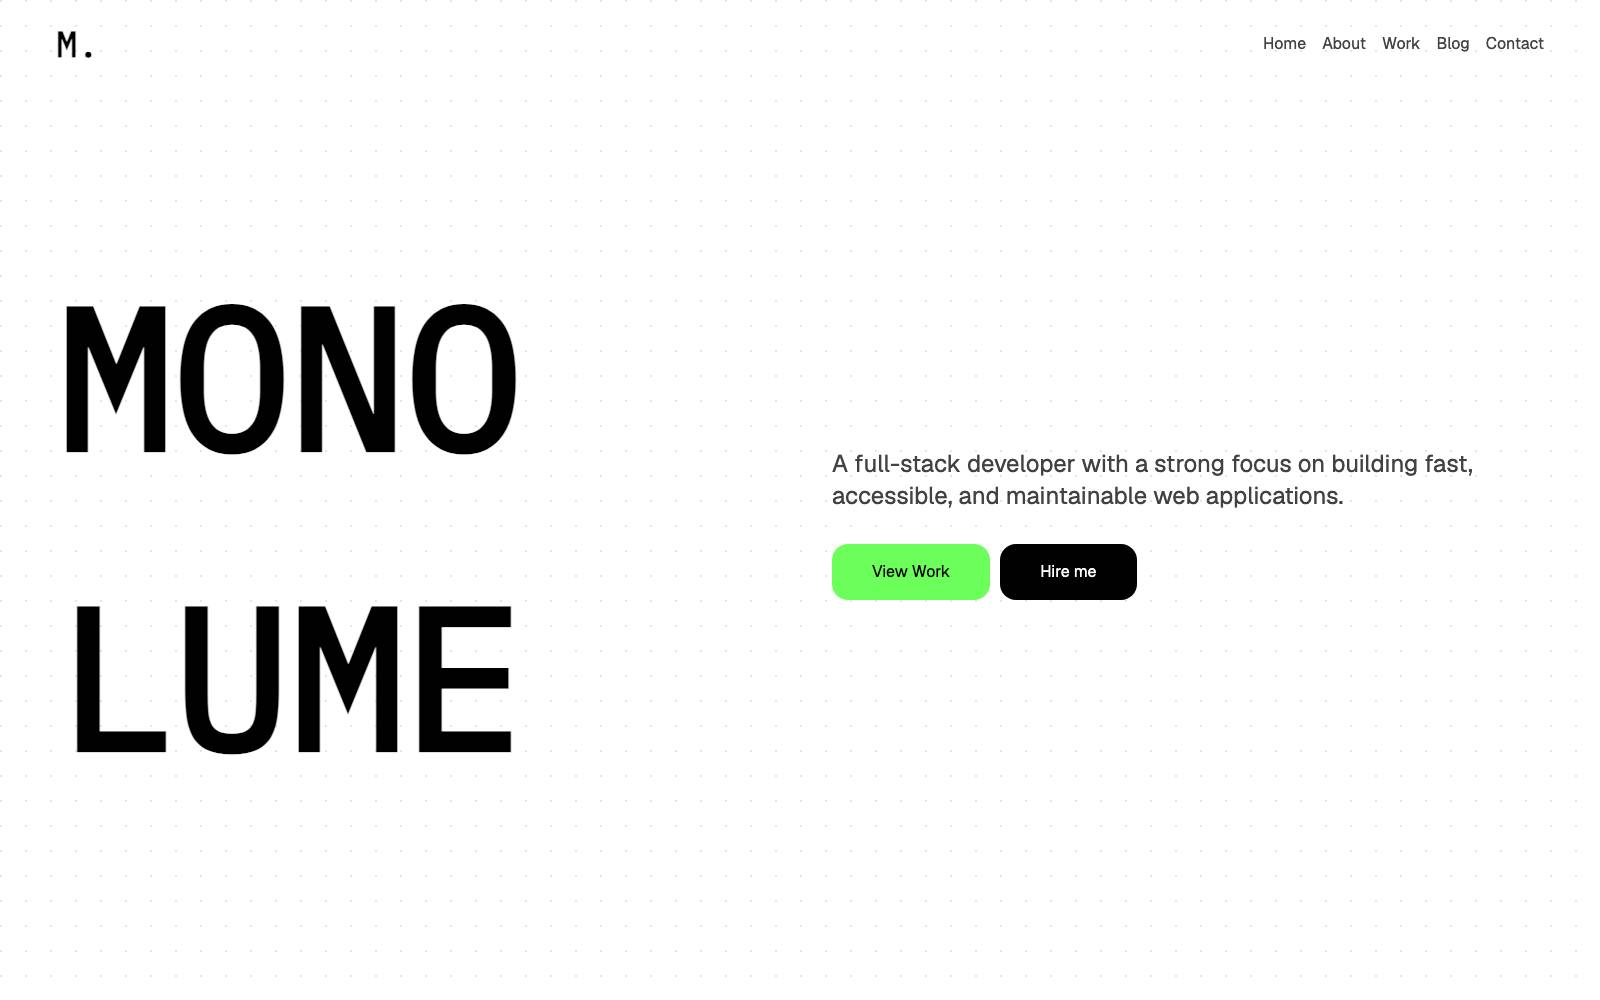 M.
Home About Work Blog Contact
MONO
LUME
A full-stack developer with a strong focus on building fast,
accessible, and maintainable web applications.
View Work Hire me